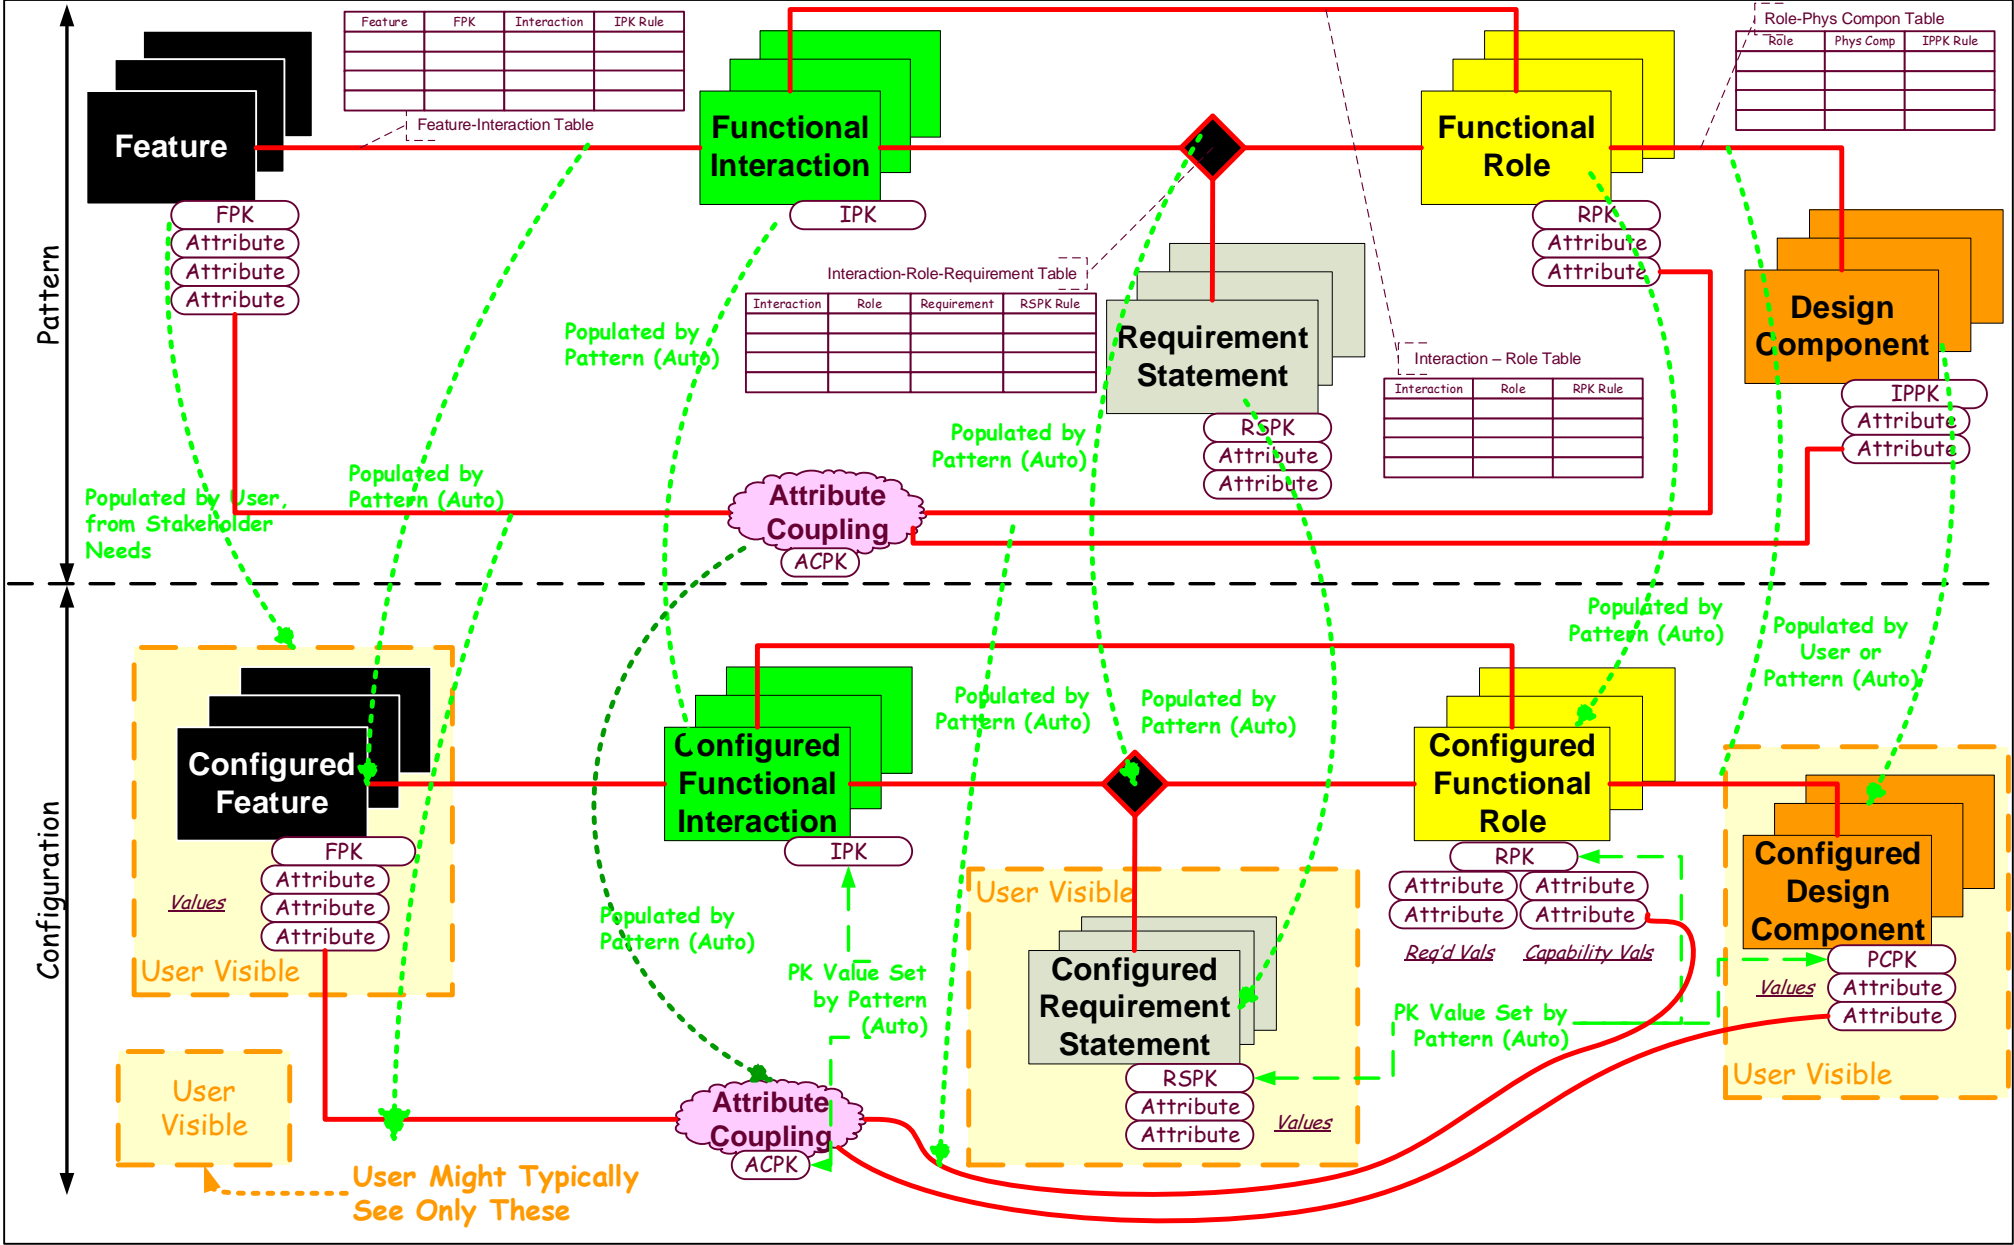 Feature FPK Interaction IPK Rule
Role-Phys Compon Table
Role Phys Comp IPPK Rule
Feature-Interaction Table
Feature
Functional
Interaction
Functional
Role
FPK
Attribute
Attribute
Attribute
IPK
RPK
Attribute
Attribute
Pattern
Interaction-Role-Requirement Table
Interaction Role Requirement RSPK Rule
Requirement
Statement
RSPK
Attribute
Attribute
Interaction – Role Table
Interaction Role RPK Rule
Design
Component
IPPK
Attribute
Attribute
Populated by
Pattern (Auto)
Populated by
Pattern (Auto)
Populated by
Pattern (Auto)
Populated by User,
from Stakeholder
Needs
Attribute
Coupling
ACPK
Configuration
Populated by
Pattern (Auto)
Populated by
User or
Pattern (Auto)
Populated by
Pattern (Auto)
Populated by
Pattern (Auto)
Configured
Feature
FPK
Attribute
Attribute
Attribute
Values
User Visible
Configured
Functional
Interaction
IPK
Configured
Functional
Role
RPK
Attribute Attribute
Attribute Attribute
Req'd Vals Capability Vals
User Visible
Configured
Requirement
Statement
RSPK
Attribute
Attribute
Values
Configured
Design
Component
PCPK
Attribute
Attribute
Values
User Visible
Populated by
Pattern (Auto)
PK Value Set
by Pattern
(Auto)
PK Value Set by
Pattern (Auto)
User
Visible
Attribute
Coupling
ACPK
User Might Typically
See Only These